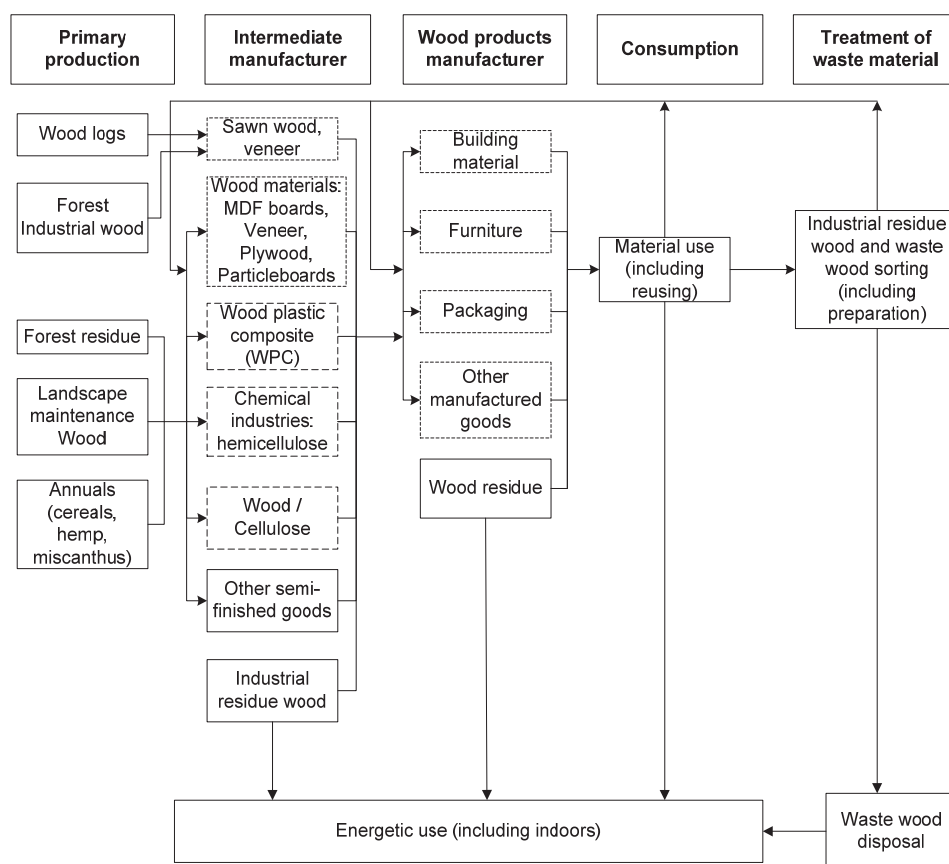 Primary
production
Intermediate
manufacturer
Wood products
manufacturer
Consumption
Treatment of
waste material
Wood logs
Forest
Industrial wood
Forest residue
Landscape
maintenance
Wood
Annuals
(cereals,
hemp,
miscanthus)
Sawn wood,
veneer
Wood materials:
MDF boards,
Veneer,
Plywood,
Particleboards
Wood plastic
composite
(WPC)
Chemical
industries:
hemicellulose
Wood /
Cellulose
Other semi-
finished goods
Industrial
residue wood
Building
material
Furniture
Packaging
Other
manufactured
goods
Wood residue
Material use
(including
reusing)
Industrial residue
wood and waste
wood sorting
(including
preparation)
Energetic use (including indoors)
Waste wood
disposal